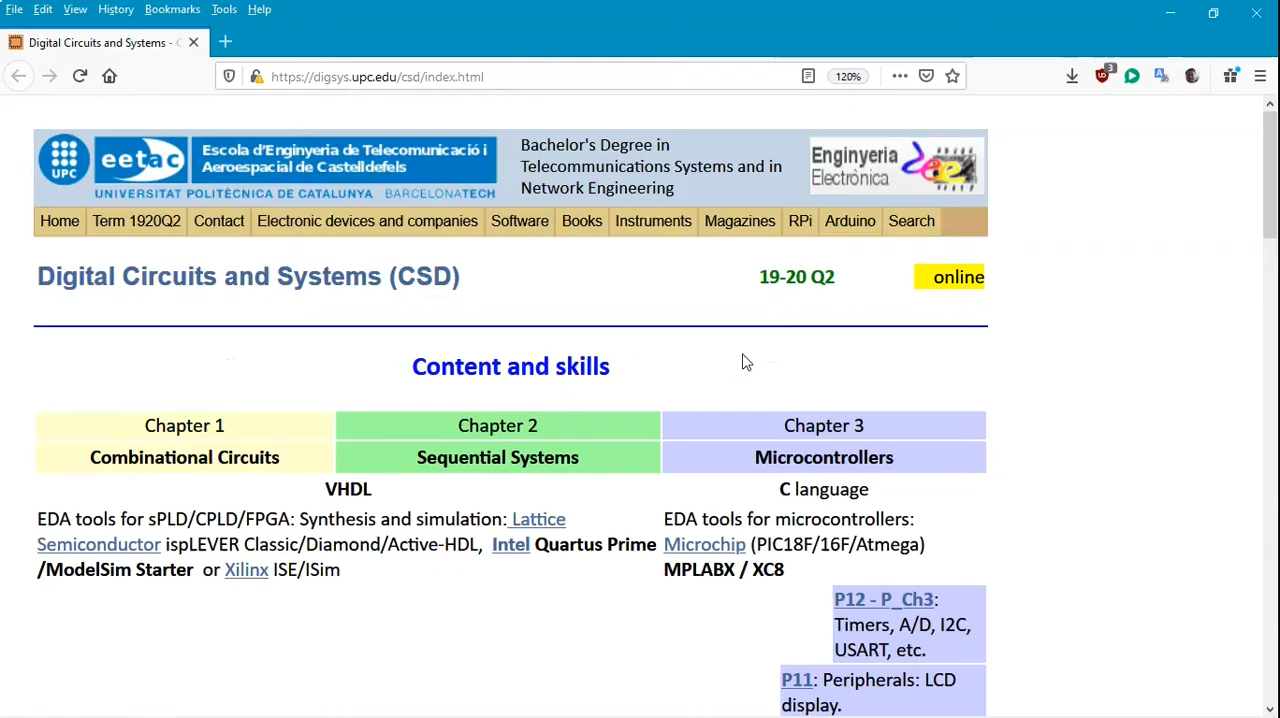 File Edit View History Bookmarks Tools Help
Digital Circuits and Systems -
https://digsys.upc.edu/csd/index.html
120%
3
UPC
eetac
Escola d'Enginyeria de Telecomunicació i
Aeroespacial de Castelldefels
UNIVERSITAT POLITÈCNICA DE CATALUNYA BARCELONATECH
Bachelor's Degree in
Telecommunications Systems and in
Network Engineering
Enginyeria
Electrònica
Home Term 1920Q2 Contact Electronic devices and companies Software Books Instruments Magazines RPi Arduino Search
Digital Circuits and Systems (CSD) 19-20 Q2 online
Content and skills
Chapter 1 Chapter 2 Chapter 3
Combinational Circuits Sequential Systems Microcontrollers
VHDL C language
EDA tools for sPLD/CPLD/FPGA: Synthesis and simulation: Lattice
Semiconductor ispLEVER Classic/Diamond/Active-HDL, Intel Quartus Prime
/ModelSim Starter or Xilinx ISE/ISim
EDA tools for microcontrollers:
Microchip (PIC18F/16F/Atmega)
MPLABX / XC8
P12 - P_Ch3:
Timers, A/D, I2C,
USART, etc.
P11: Peripherals: LCD
display.